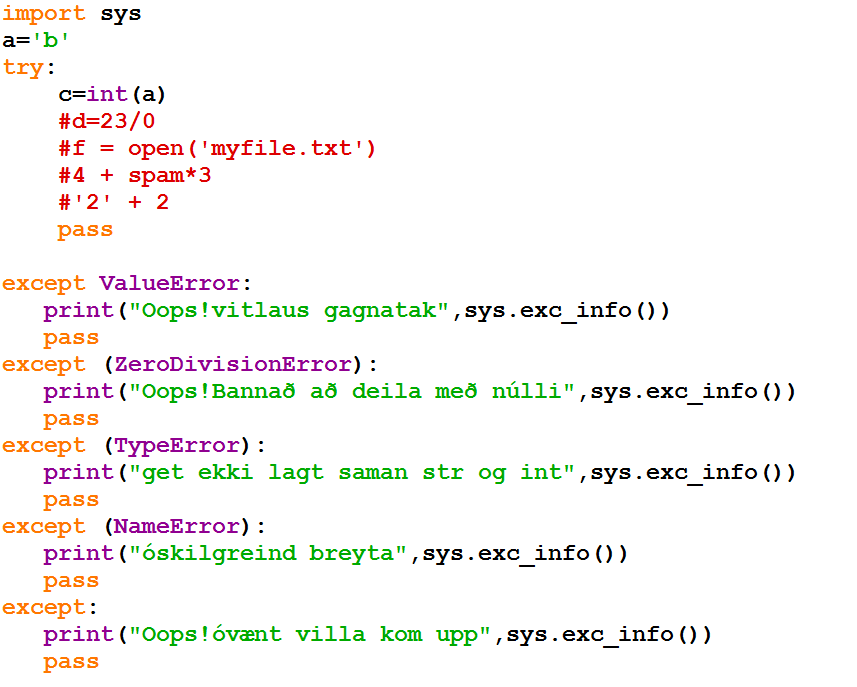 import sys
a='b'
try:
    c=int(a)
    #d=23/0
    #f = open('myfile.txt')
    #4 + spam*3
    #'2' + 2
    pass

except ValueError:
   print("Oops!vitlaus gagnatak",sys.exc_info())
   pass
except (ZeroDivisionError):
   print("Oops!Bannað að deila með núlli",sys.exc_info())
   pass
except (TypeError):
   print("get ekki lagt saman str og int",sys.exc_info())
   pass
except (NameError):
   print("óskilgreind breyta",sys.exc_info())
   pass
except:
   print("Oops!óvænt villa kom upp",sys.exc_info())
   pass